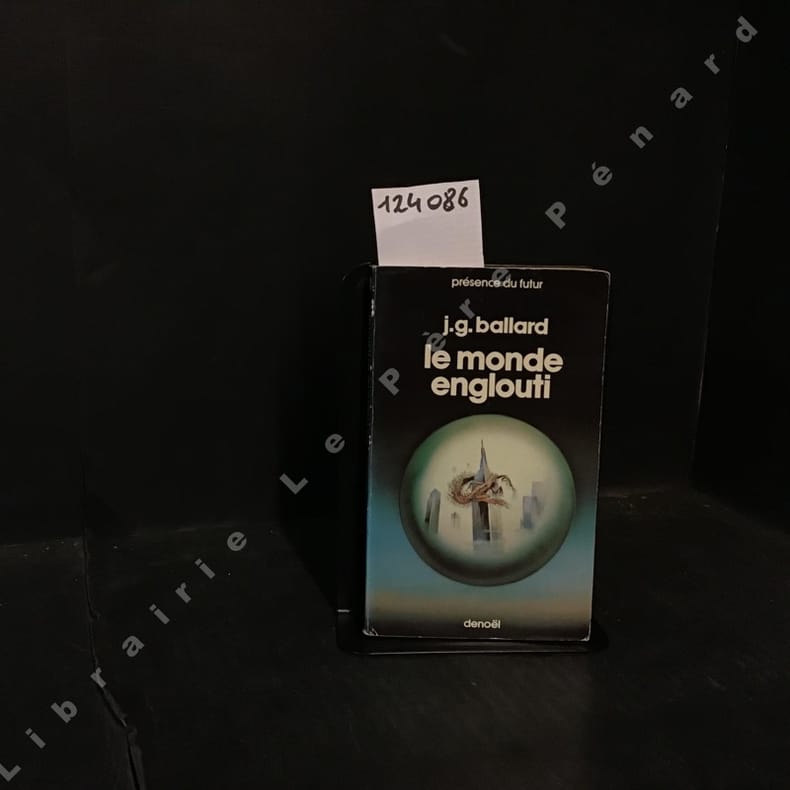 124086
présence du futur
j.g.ballard
le monde
englouti
denoël
Librairie Le Père Pénard